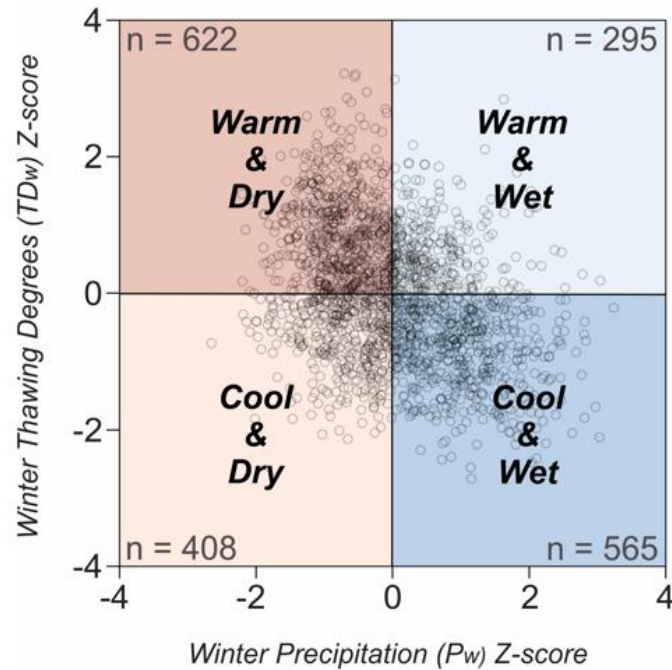 4
n = 622
n = 295
Warm
&
Dry
Warm
&
Wet
2
Winter Thawing Degrees (TDw) Z-score
0
Cool
&
Dry
Cool
&
Wet
-2
n = 408
n = 565
-4
-4
-2
0
2
4
Winter Precipitation (Pw) Z-score